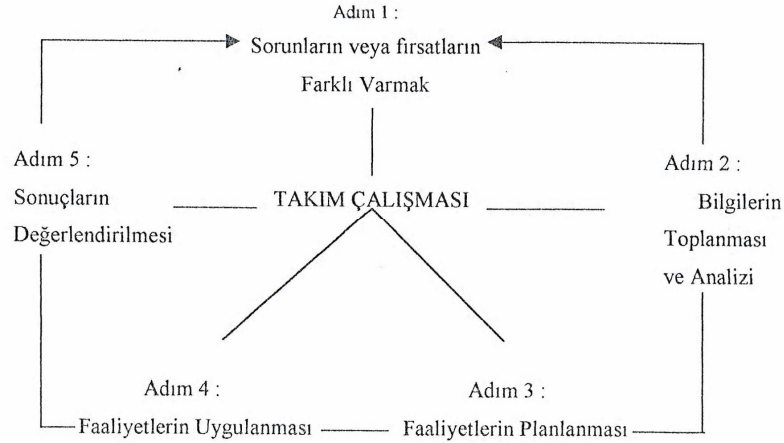 Adım 1 :
Sorunların veya fırsatların
Farklı Varmak
Adım 5 :
Sonuçların
Değerlendirilmesi
TAKIM ÇALIŞMASI
Adım 2 :
Bilgilerin
Toplanması
ve Analizi
Adım 4 :
Faaliyetlerin Uygulanması
Adım 3 :
Faaliyetlerin Planlanması